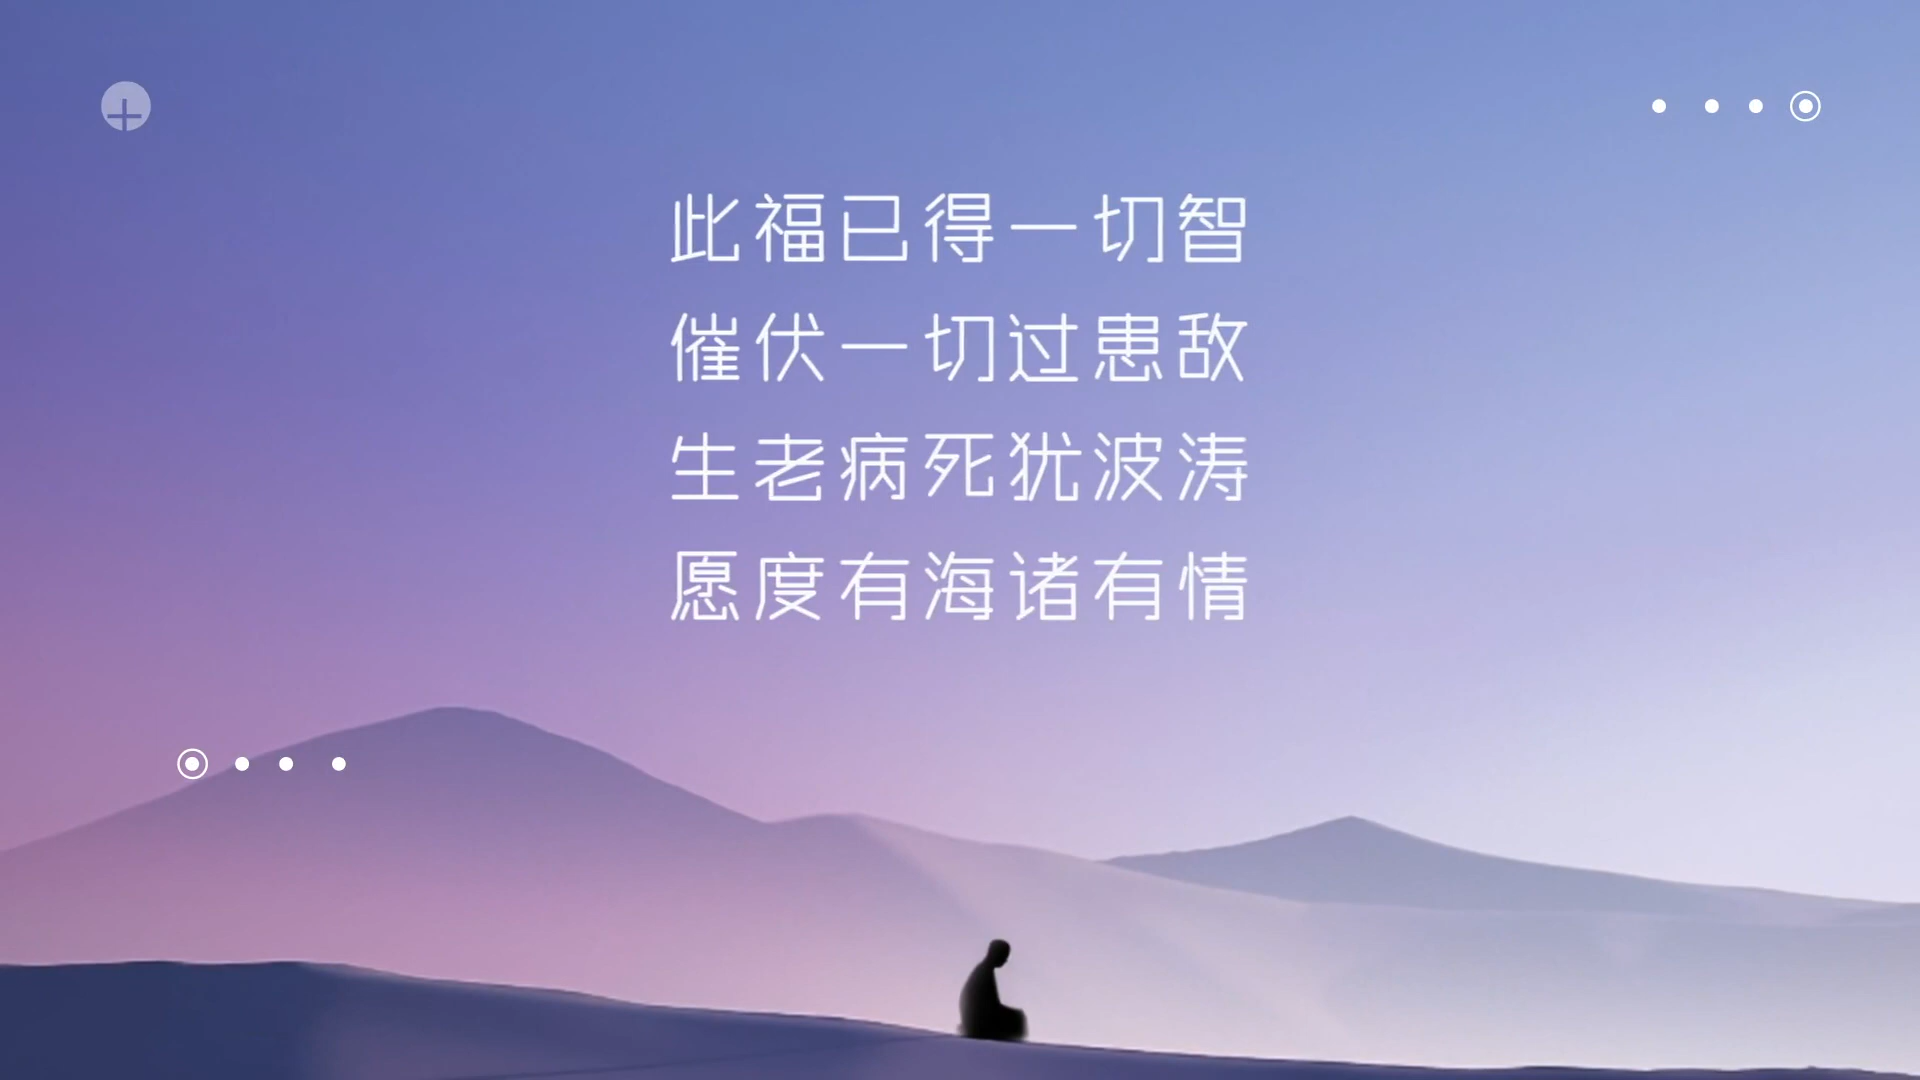 此福已得一切智
催伏一切过患敌
生老病死犹波涛
愿度有海诸有情